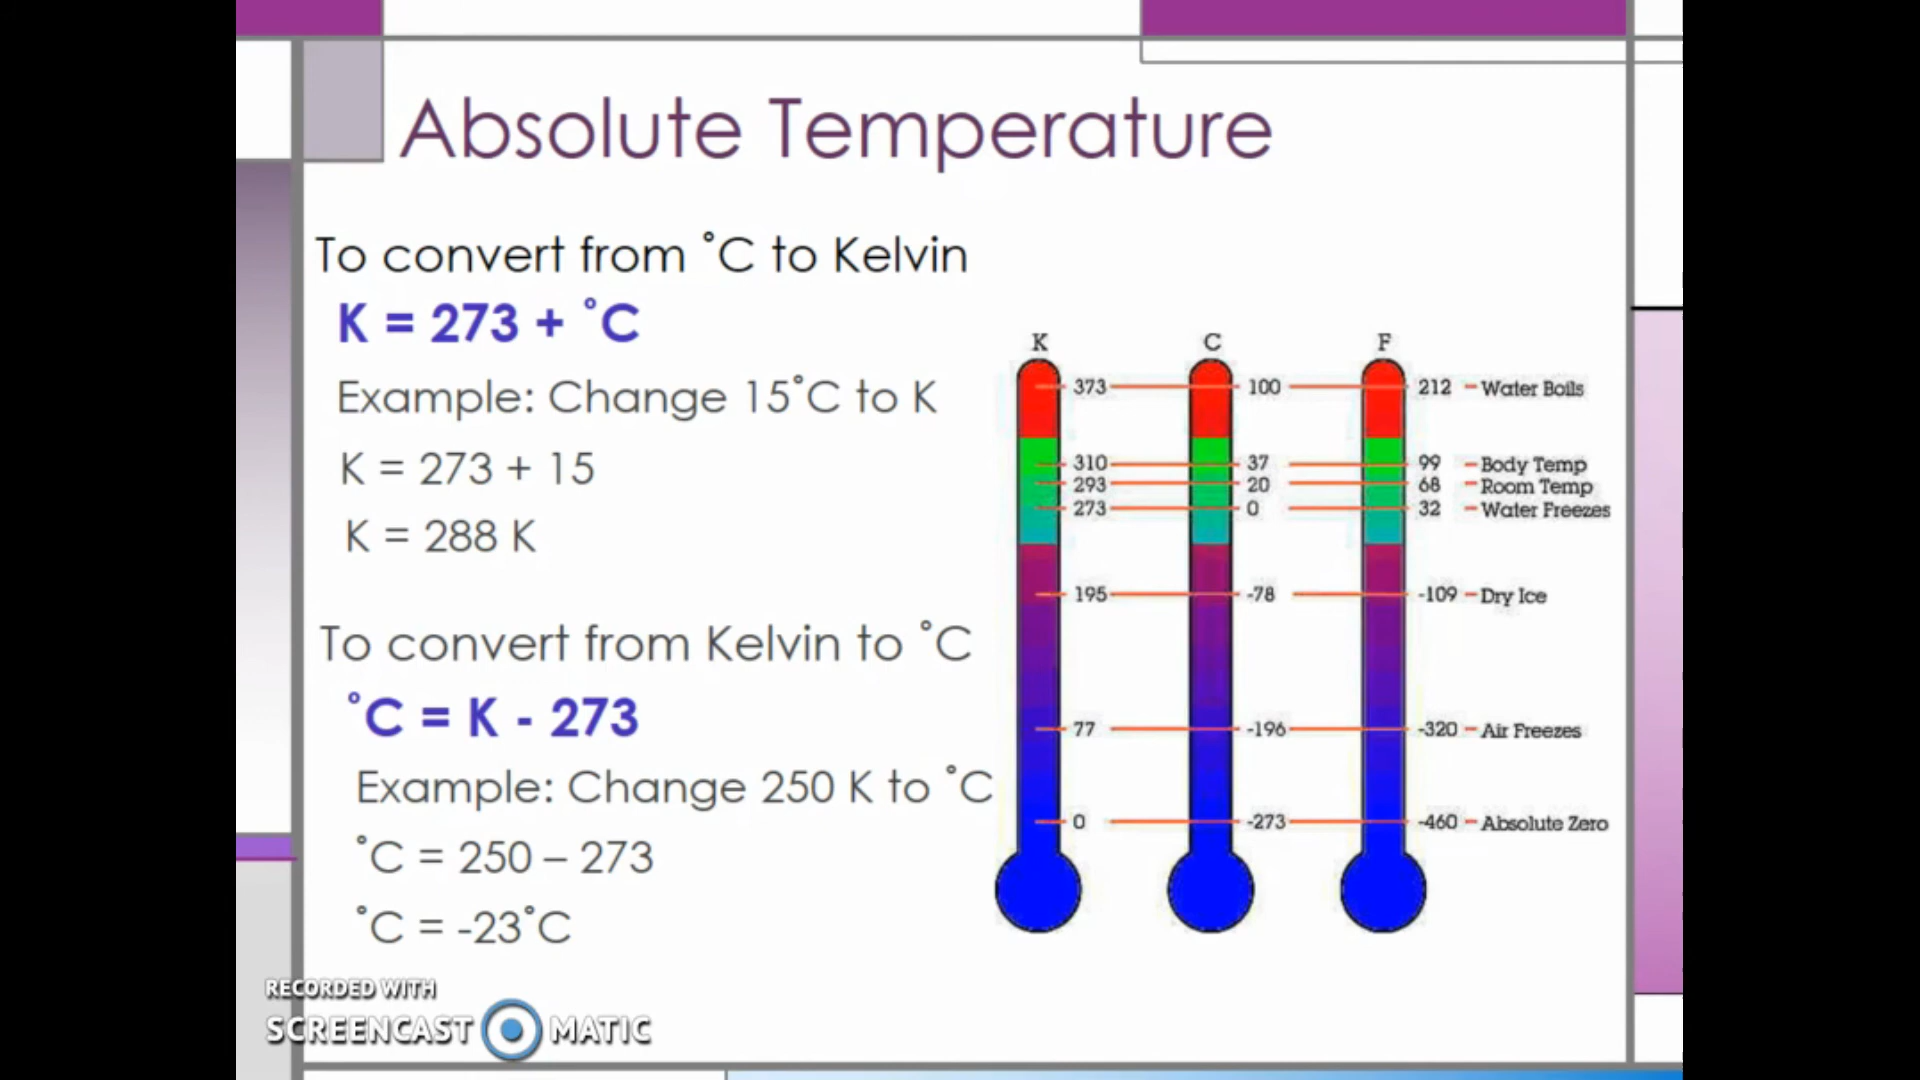 Absolute Temperature
To convert from ˚C to Kelvin
K = 273 + ˚C
Example: Change 15˚C to K
K = 273 + 15
K = 288 K
To convert from Kelvin to ˚C
˚C = K - 273
Example: Change 250 K to ˚C
˚C = 250 – 273
˚C = -23˚C
K C F
373 100 212 Water Boils
310 37 99 Body Temp
293 20 68 Room Temp
273 0 32 Water Freezes
195 -78 -109 Dry Ice
77 -196 -320 Air Freezes
0 -273 -460 Absolute Zero
RECORDED WITH
SCREENCAST MATIC